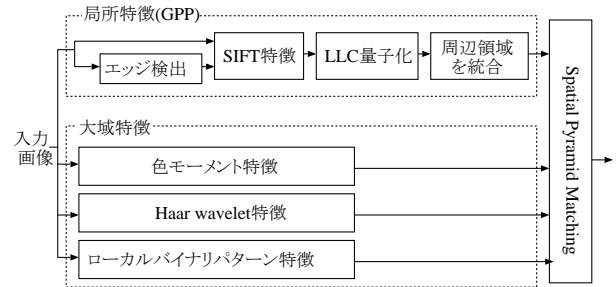 局所特徴(GPP)
エッジ検出
SIFT特徴
LLC量子化
周辺領域
を統合
入力
画像
大域特徴
色モーメント特徴
Haar wavelet特徴
ローカルバイナリパターン特徴
Spatial Pyramid Matching